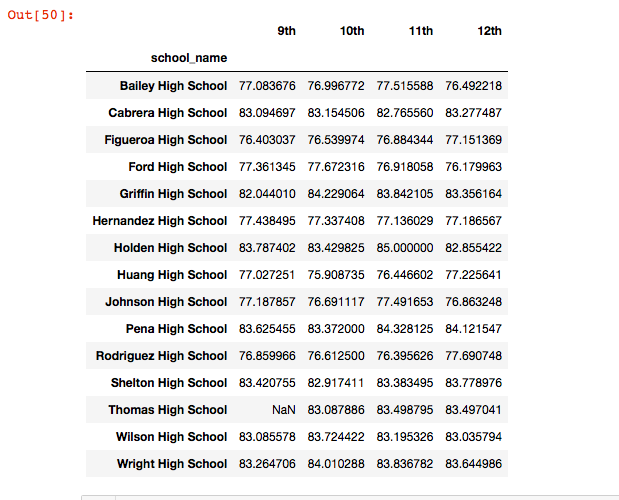 Out[50]:
9th 10th 11th 12th
school_name
Bailey High School 77.083676 76.996772 77.515588 76.492218
Cabrera High School 83.094697 83.154506 82.765560 83.277487
Figueroa High School 76.403037 76.539974 76.884344 77.151369
Ford High School 77.361345 77.672316 76.918058 76.179963
Griffin High School 82.044010 84.229064 83.842105 83.356164
Hernandez High School 77.438495 77.337408 77.136029 77.186567
Holden High School 83.787402 83.429825 85.000000 82.855422
Huang High School 77.027251 75.908735 76.446602 77.225641
Johnson High School 77.187857 76.691117 77.491653 76.863248
Pena High School 83.625455 83.372000 84.328125 84.121547
Rodriguez High School 76.859966 76.612500 76.395626 77.690748
Shelton High School 83.420755 82.917411 83.383495 83.778976
Thomas High School NaN 83.087886 83.498795 83.497041
Wilson High School 83.085578 83.724422 83.195326 83.035794
Wright High School 83.264706 84.010288 83.836782 83.644986